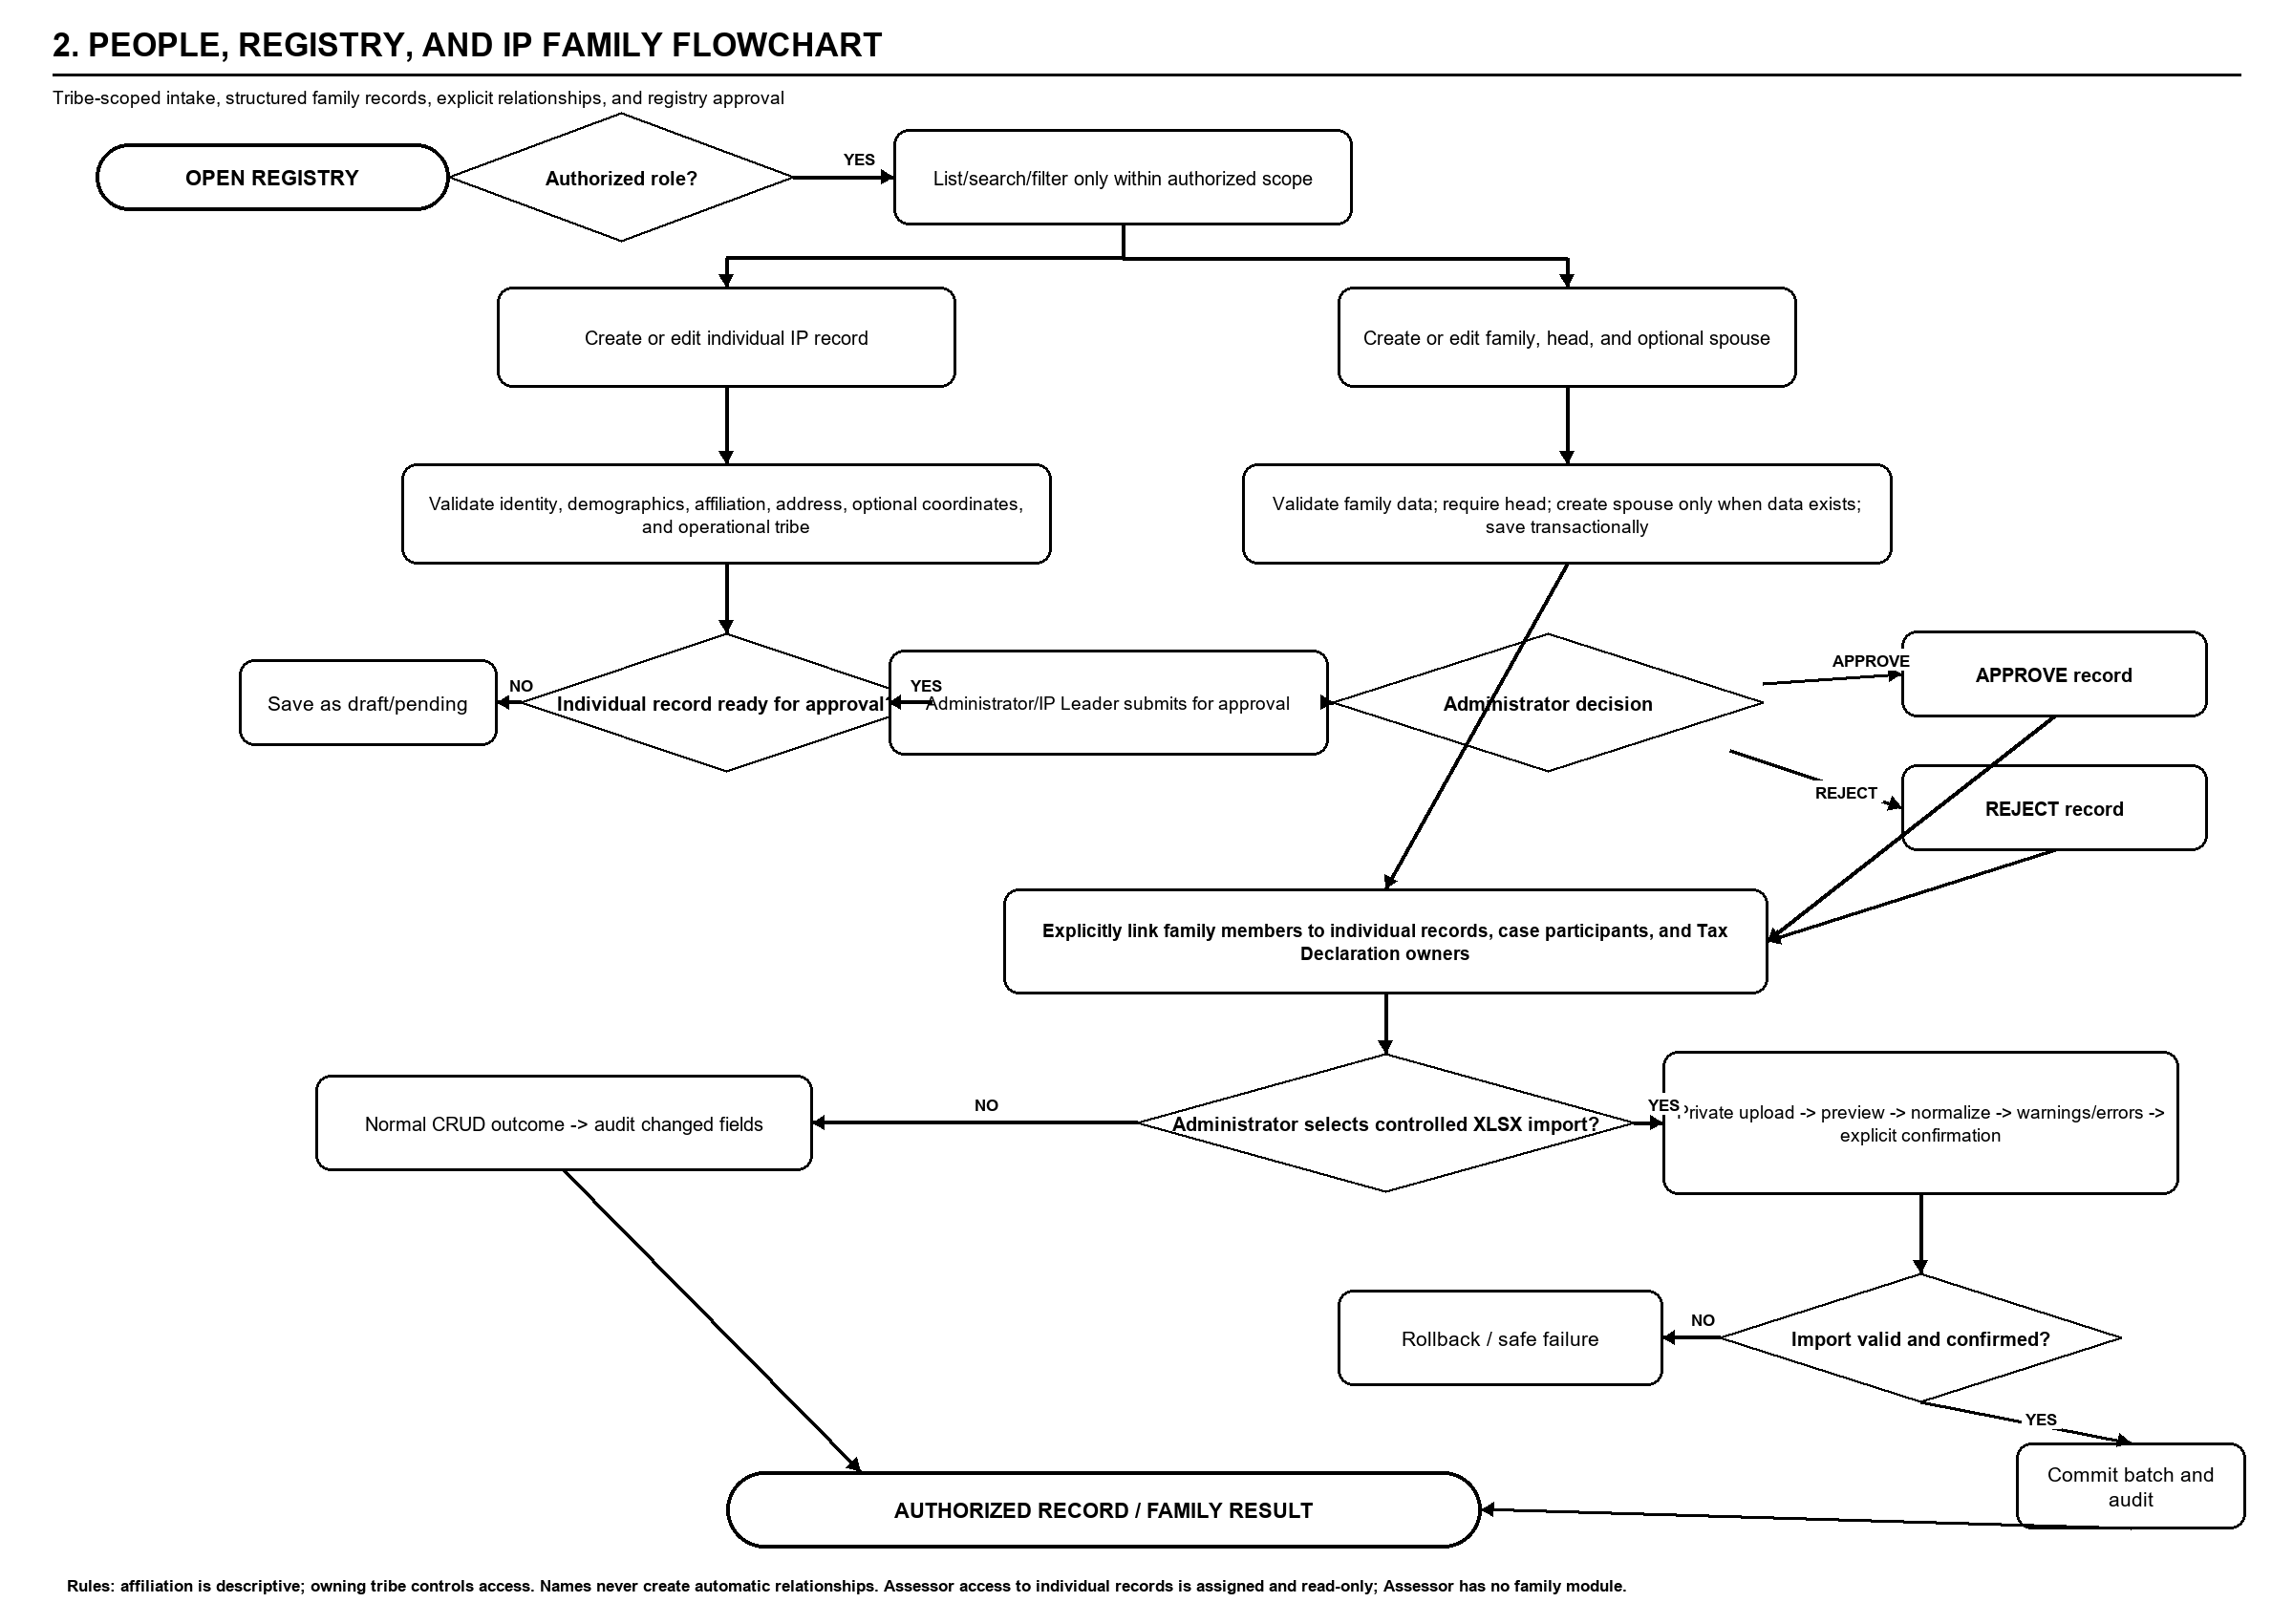 2. PEOPLE, REGISTRY, AND IP FAMILY FLOWCHART
Tribe-scoped intake, structured family records, explicit relationships, and registry approval
OPEN REGISTRY
Authorized role?
YES
List/search/filter only within authorized scope
Create or edit individual IP record
Create or edit family, head, and optional spouse
Validate identity, demographics, affiliation, address, optional coordinates,
and operational tribe
Validate family data; require head; create spouse only when data exists;
save transactionally
Save as draft/pending
NO
Individual record ready for approval?
YES
Administrator/IP Leader submits for approval
Administrator decision
APPROVE
APPROVE record
REJECT
REJECT record
Explicitly link family members to individual records, case participants, and Tax
Declaration owners
Normal CRUD outcome -> audit changed fields
NO
Administrator selects controlled XLSX import?
YES
Private upload -> preview -> normalize -> warnings/errors ->
explicit confirmation
Rollback / safe failure
NO
Import valid and confirmed?
YES
Commit batch and
audit
AUTHORIZED RECORD / FAMILY RESULT
Rules: affiliation is descriptive; owning tribe controls access. Names never create automatic relationships. Assessor access to individual records is assigned and read-only; Assessor has no family module.